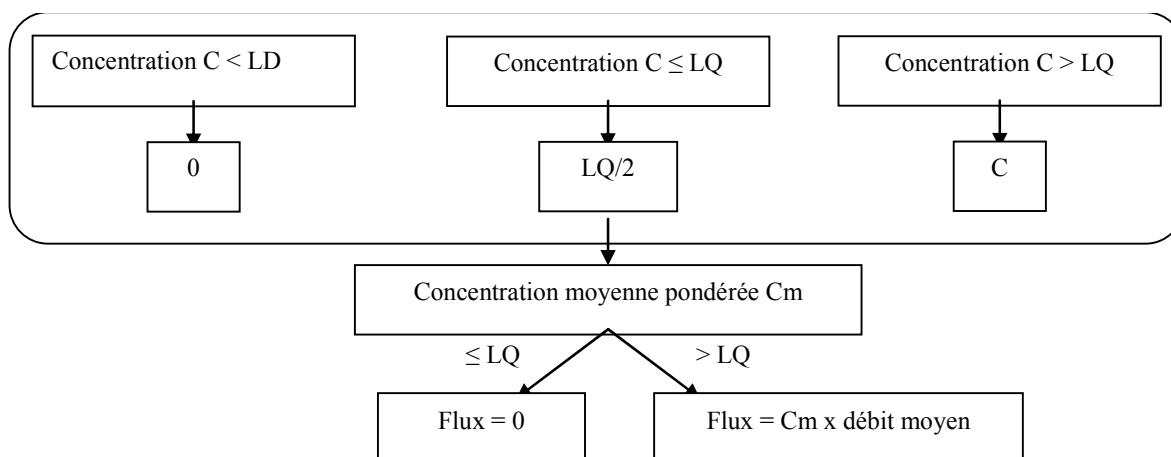 Concentration C < LD
Concentration C ≤ LQ
Concentration C > LQ
0
LQ/2
C
Concentration moyenne pondérée Cm
≤ LQ
> LQ
Flux = 0
Flux = Cm x débit moyen